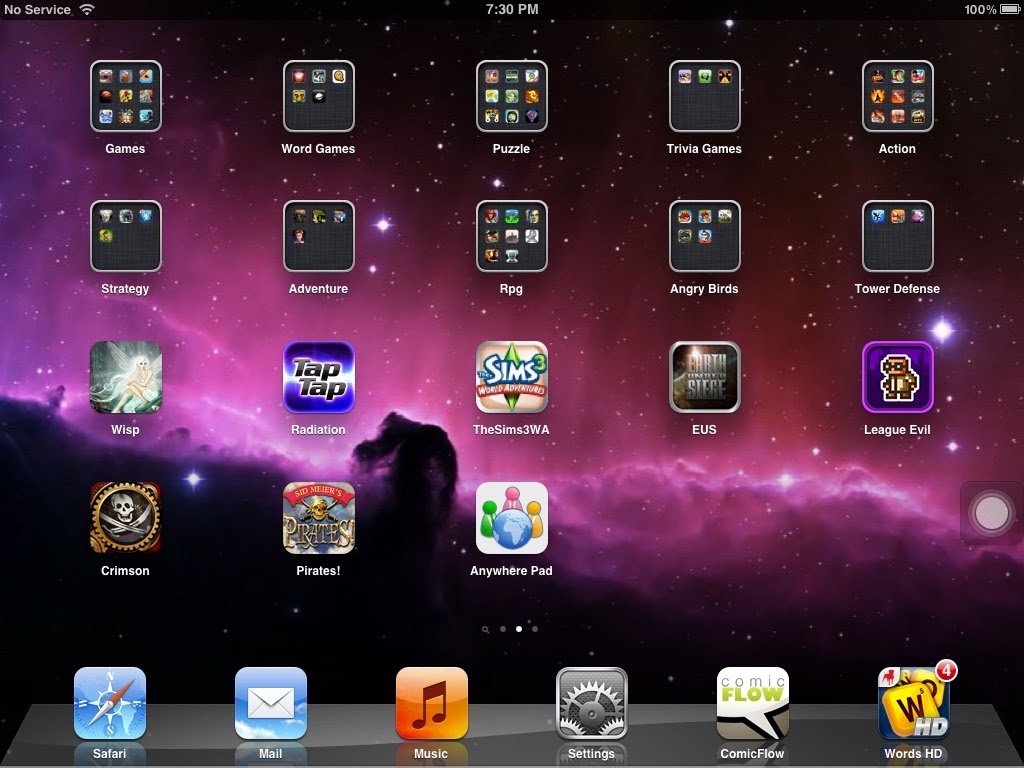 No Service 7:30 PM 100%
Games Word Games Puzzle Trivia Games Action
Strategy Adventure Rpg Angry Birds Tower Defense
Tap
Tap
The SIMS 3
WORLD ADVENTURES
EARTH
UNDER
SIEGE
Wisp Radiation TheSims3WA EUS League Evil
SID MEIER'S
PIRATES!
Crimson Pirates! Anywhere Pad
N
S
comic
FLOW
4
W
HD
Safari Mail Music Settings ComicFlow Words HD